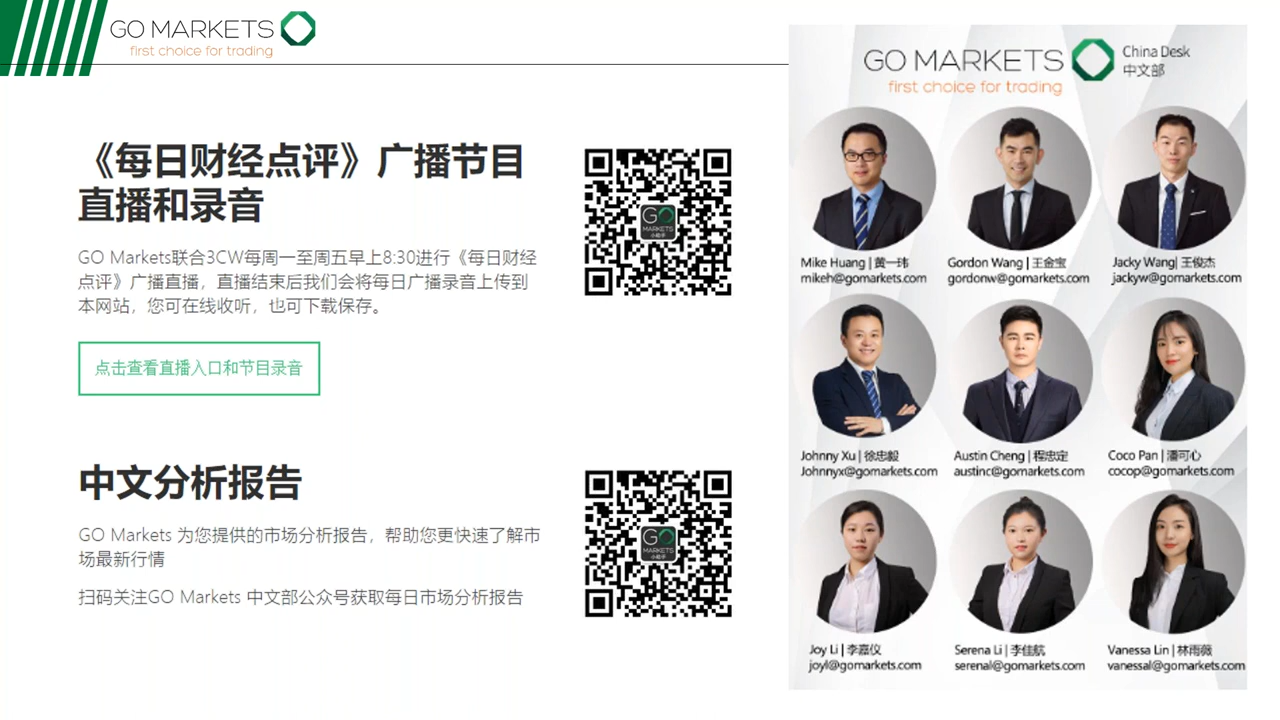 GO MARKETS
first choice for trading
《每日财经点评》广播节目
直播和录音
GO Markets联合3CW每周一至周五早上8:30进行《每日财经
点评》广播直播，直播结束后我们会将每日广播录音上传到
本网站，您可在线收听，也可下载保存。
点击查看直播入口和节目录音
GO
MARKETS
小助手
中文分析报告
GO Markets 为您提供的市场分析报告，帮助您更快速了解市
场最新行情
扫码关注GO Markets 中文部公众号获取每日市场分析报告
GO
MARKETS
小助手
GO MARKETS
first choice for trading
China Desk
中文部
Mike Huang | 黄一玮
mikeh@gomarkets.com
Gordon Wang | 王金宝
gordonw@gomarkets.com
Jacky Wang| 王俊杰
jackyw@gomarkets.com
Johnny Xu | 徐忠毅
Johnnyx@gomarkets.com
Austin Cheng | 程忠定
austinc@gomarkets.com
Coco Pan | 潘可心
cocop@gomarkets.com
Joy Li | 李嘉仪
joyl@gomarkets.com
Serena Li | 李佳航
serenal@gomarkets.com
Vanessa Lin | 林雨薇
vanessal@gomarkets.com